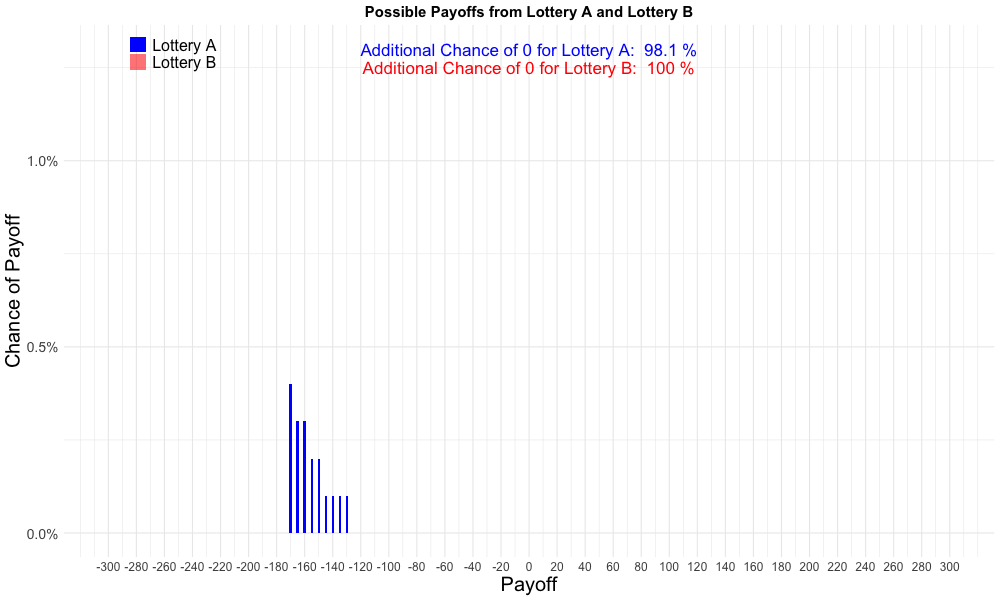 Possible Payoffs from Lottery A and Lottery B
Lottery A
Lottery B
Additional Chance of 0 for Lottery A: 98.1 %
Additional Chance of 0 for Lottery B: 100 %
Chance of Payoff
1.0%
0.5%
0.0%
-300 -280 -260 -240 -220 -200 -180 -160 -140 -120 -100 -80 -60 -40 -20 0 20 40 60 80 100 120 140 160 180 200 220 240 260 280 300
Payoff